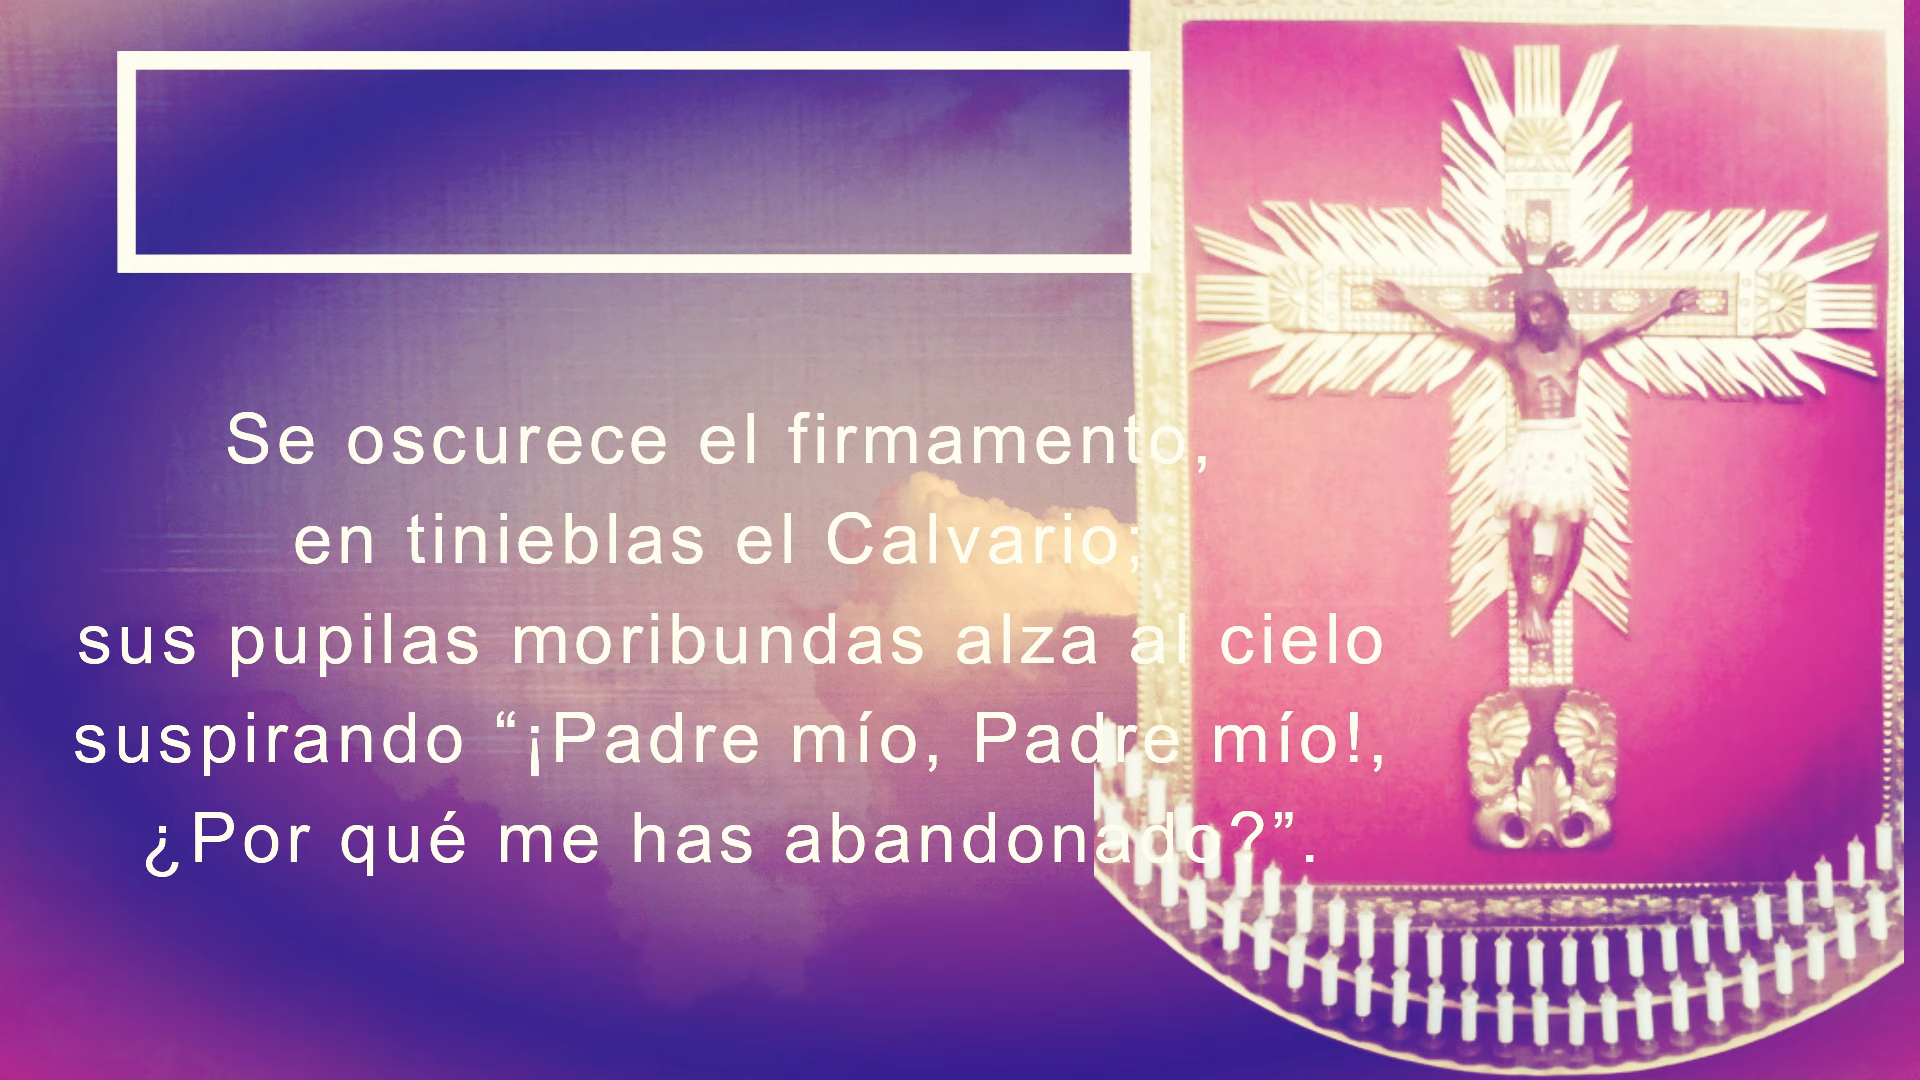 Se oscurece el firmamento,
en tinieblas el Calvario;
sus pupilas moribundas alza al cielo
suspirando “¡Padre mío, Padre mío!,
¿Por qué me has abandonado?”.